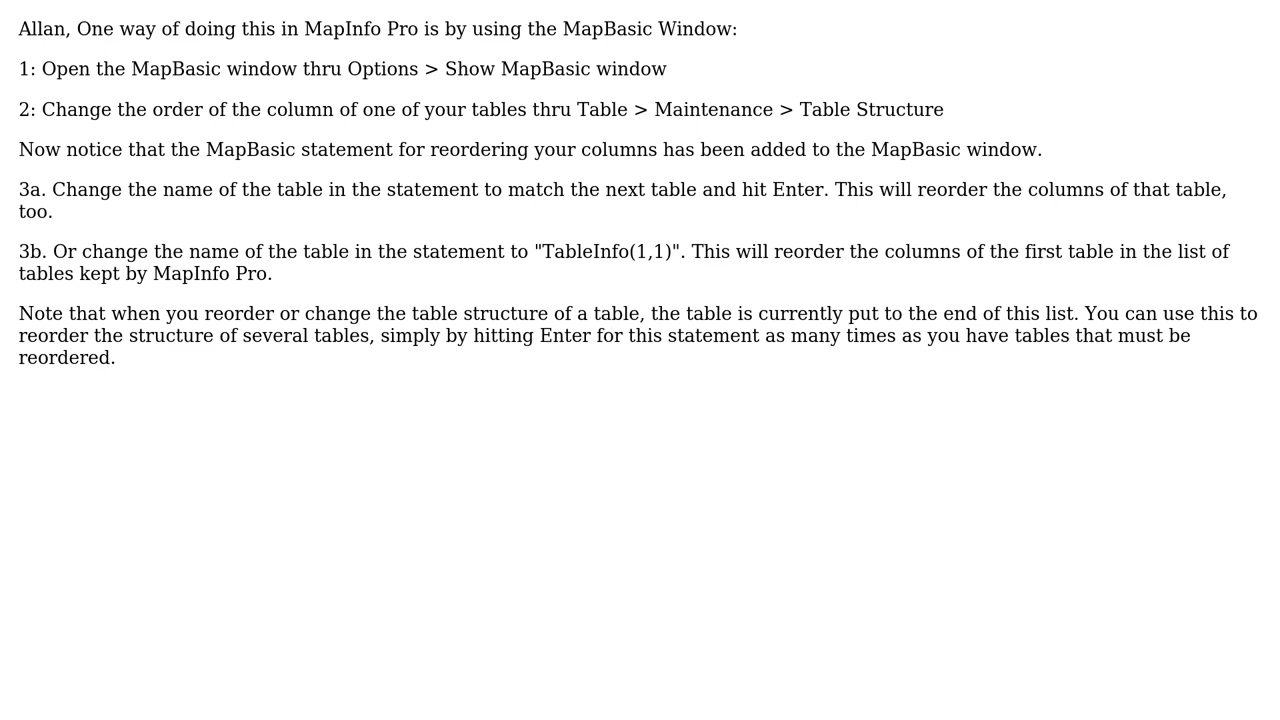 Allan, One way of doing this in MapInfo Pro is by using the MapBasic Window:
1: Open the MapBasic window thru Options > Show MapBasic window
2: Change the order of the column of one of your tables thru Table > Maintenance > Table Structure
Now notice that the MapBasic statement for reordering your columns has been added to the MapBasic window.
3a. Change the name of the table in the statement to match the next table and hit Enter. This will reorder the columns of that table,
too.
3b. Or change the name of the table in the statement to "TableInfo(1,1)". This will reorder the columns of the first table in the list of
tables kept by MapInfo Pro.
Note that when you reorder or change the table structure of a table, the table is currently put to the end of this list. You can use this to
reorder the structure of several tables, simply by hitting Enter for this statement as many times as you have tables that must be
reordered.